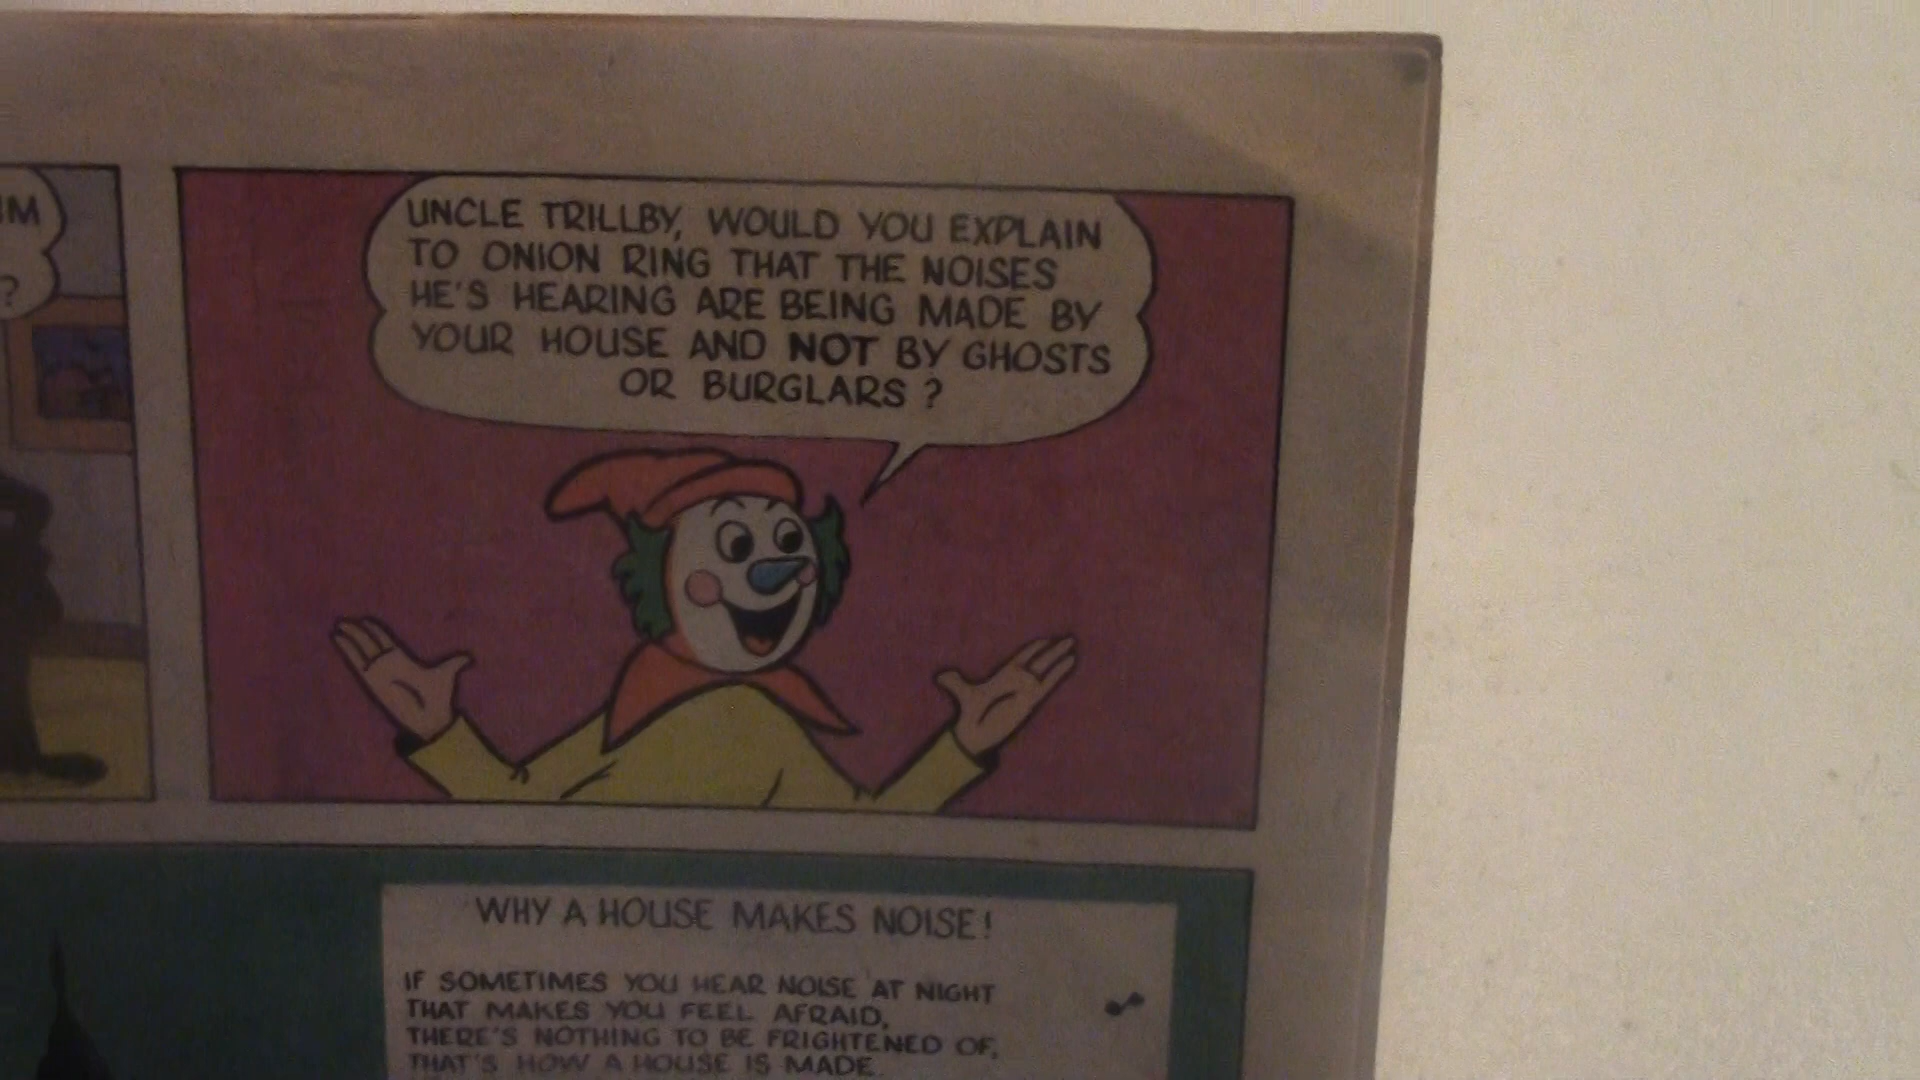 IM
?
UNCLE TRILLBY, WOULD YOU EXPLAIN
TO ONION RING THAT THE NOISES
HE'S HEARING ARE BEING MADE BY
YOUR HOUSE AND NOT BY GHOSTS
OR BURGLARS ?
WHY A HOUSE MAKES NOISE!
IF SOMETIMES YOU HEAR NOISE AT NIGHT
THAT MAKES YOU FEEL AFRAID,
THERE'S NOTHING TO BE FRIGHTENED OF,
THAT'S HOW A HOUSE IS MADE.